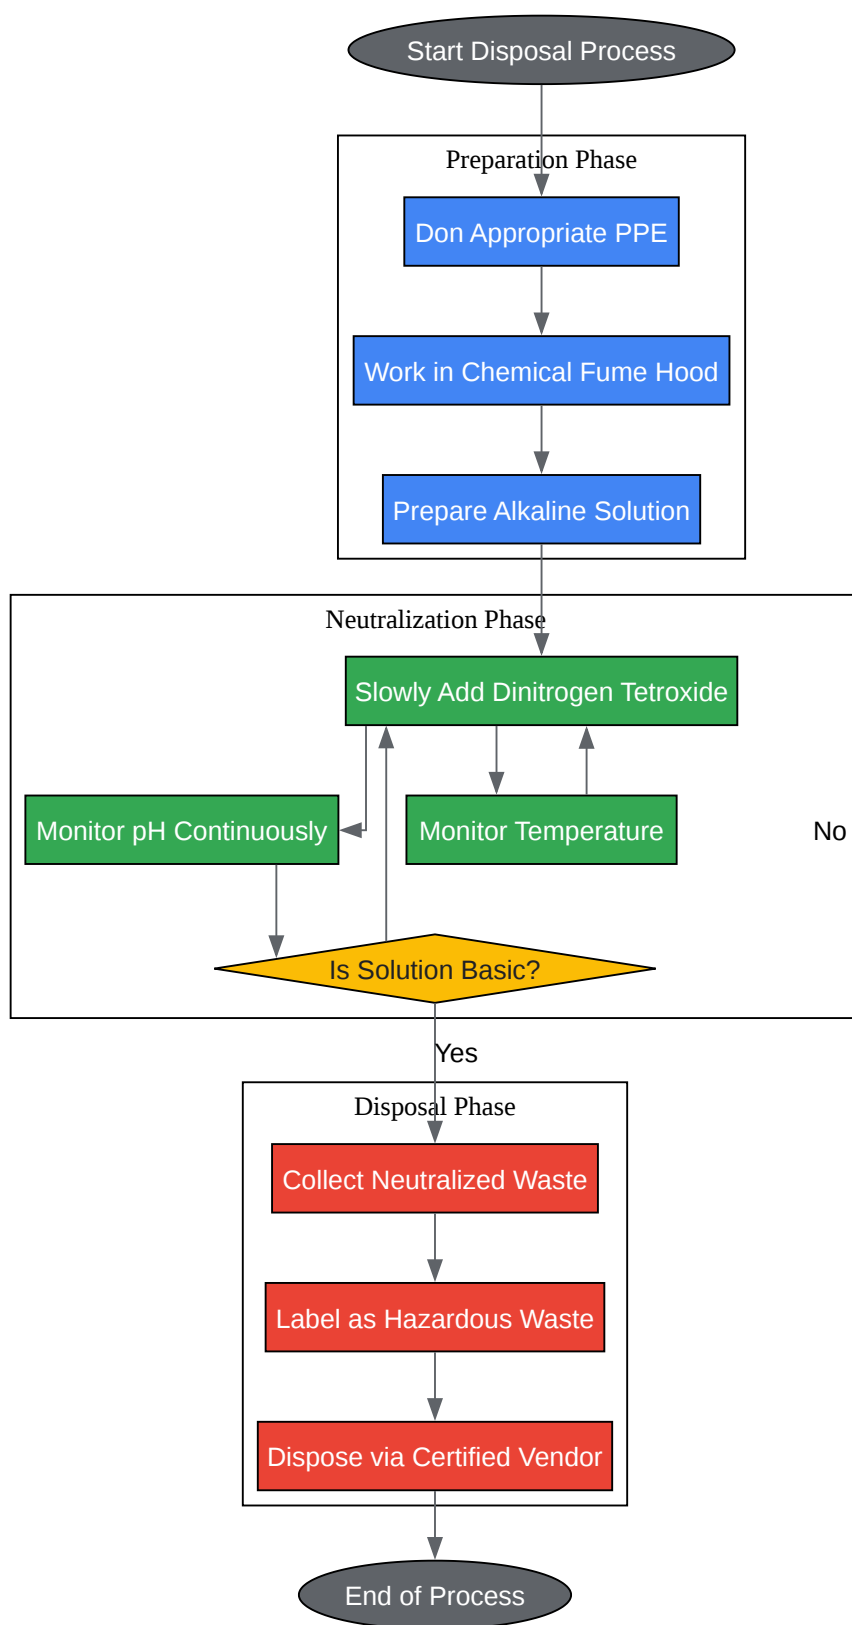 Start Disposal Process
Preparation Phase
Don Appropriate PPE
Work in Chemical Fume Hood
Prepare Alkaline Solution
Neutralization Phase
Slowly Add Dinitrogen Tetroxide
Monitor pH Continuously
Monitor Temperature
No
Is Solution Basic?
Yes
Disposal Phase
Collect Neutralized Waste
Label as Hazardous Waste
Dispose via Certified Vendor
End of Process